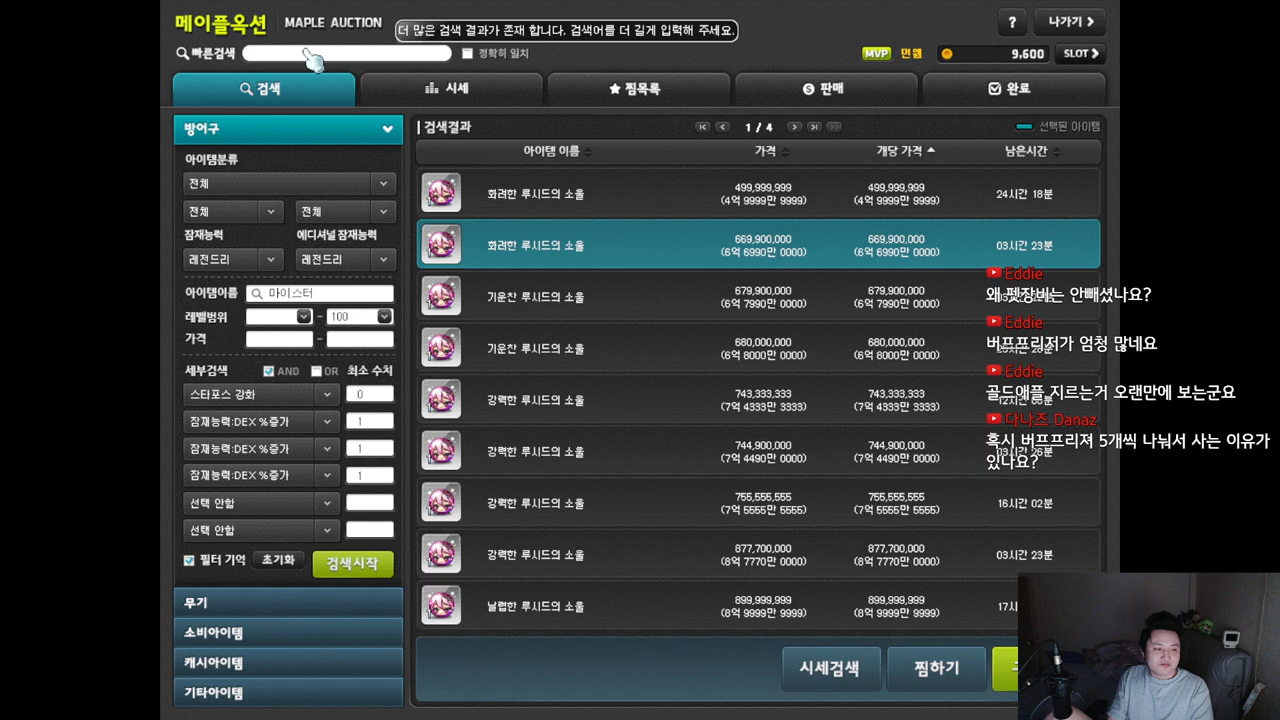 메이플옥션
MAPLE AUCTION
더 많은 검색 결과가 존재 합니다. 검색어를 더 길게 입력해 주세요.
?
나가기
빠른검색
정확히 일치
MVP
면왬
9,600
SLOT
검색
시세
찜목록
판매
완료
방어구
아이템분류
전체
전체
전체
잠재능력
에디셔널 잠재능력
레전드리
레전드리
아이템이름
마이스터
레벨범위
-
100
가격
-
세부검색
AND
OR
최소 수치
스타포스 강화
0
잠재능력:DEX %증가
1
잠재능력:DEX %증가
1
잠재능력:DEX %증가
1
선택 안함
선택 안함
필터 기억
초기화
검색시작
무기
소비아이템
캐시아이템
기타아이템
검색결과
1 / 4
선택된 아이템
아이템 이름
가격
개당 가격
남은시간
화려한 루시드의 소울
499,999,999
(4억 9999만 9999)
499,999,999
(4억 9999만 9999)
24시간 18분
화려한 루시드의 소울
669,900,000
(6억 6990만 0000)
669,900,000
(6억 6990만 0000)
03시간 23분
기운찬 루시드의 소울
679,900,000
(6억 7990만 0000)
679,900,000
(6억 7990만 0000)
기운찬 루시드의 소울
680,000,000
(6억 8000만 0000)
680,000,000
(6억 8000만 0000)
강력한 루시드의 소울
743,333,333
(7억 4333만 3333)
743,333,333
(7억 4333만 3333)
강력한 루시드의 소울
744,900,000
(7억 4490만 0000)
744,900,000
(7억 4490만 0000)
강력한 루시드의 소울
755,555,555
(7억 5555만 5555)
755,555,555
(7억 5555만 5555)
16시간 02분
강력한 루시드의 소울
877,700,000
(8억 7770만 0000)
877,700,000
(8억 7770만 0000)
03시간 23분
날렵한 루시드의 소울
899,999,999
(8억 9999만 9999)
899,999,999
(8억 9999만 9999)
17시
시세검색
찜하기
Eddie
왜 펫장비는 안빼셨나요?
Eddie
버프프리저가 엄청 많네요
Eddie
골드애플 지르는거 오랜만에 보는군요
다나즈 Danaz
혹시 버프프리져 5개씩 나눠서 사는 이유가
있나요?